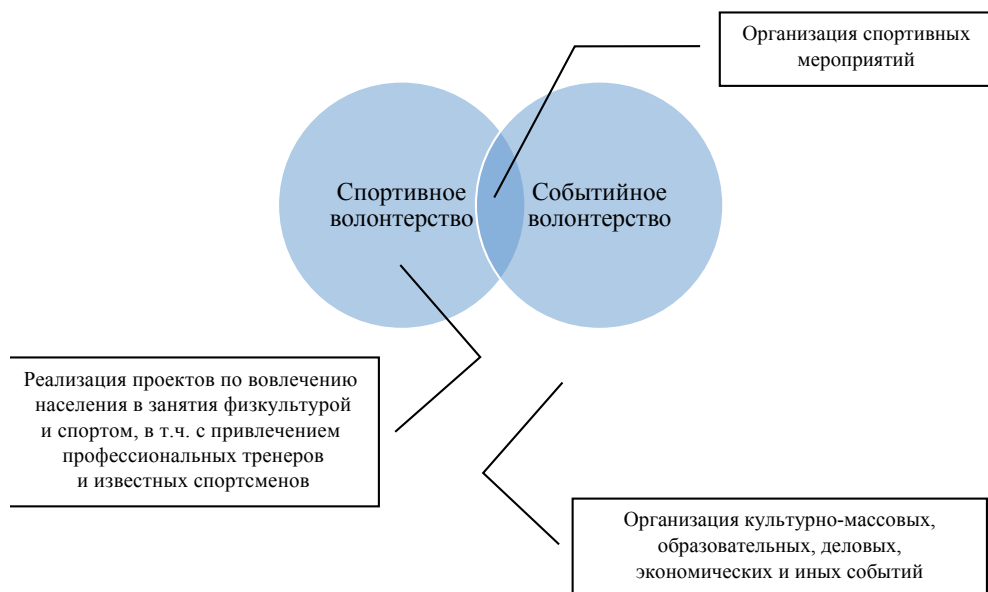 Организация спортивных
мероприятий
Спортивное
волонтерство
Событийное
волонтерство
Реализация проектов по вовлечению
населения в занятия физкультурой
и спортом, в т.ч. с привлечением
профессиональных тренеров
и известных спортсменов
Организация культурно-массовых,
образовательных, деловых,
экономических и иных событий